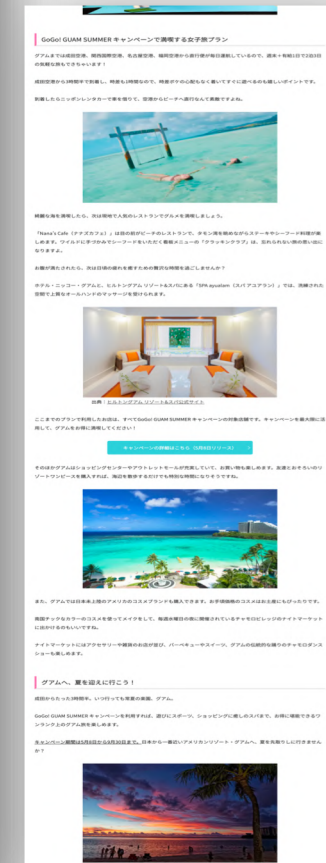 GoGo! GUAM SUMMER キャンペーンで満喫する女子旅プラン
グアムまでは成田空港、関西国際空港、名古屋空港、福岡空港から直行便が毎日運航しているので、週末＋有給1日で2泊3日
の気軽な旅もできちゃいます！
成田空港から3時間半で到着し、時差も1時間なので、時差ボケの心配もなく着いてすぐに遊べるのも嬉しいポイントです。
到着したらニッポンレンタカーで車を借りて、空港からビーチへ直行なんて素敵ですよね。
綺麗な海を満喫したら、次は現地で人気のレストランでグルメを満喫しましょう。
「Nana's Cafe（ナナズカフェ）」は目の前がビーチのレストランで、タモン湾を眺めながらステーキやシーフード料理が楽し
めます。ワイルドに手づかみでシーフードをいただく看板メニューの「クラッキンクラブ」は、忘れられない旅の思い出に
なりますよ。
お腹が満たされたら、次は日頃の疲れを癒すための贅沢な時間を過ごしませんか？
ホテル・ニッコー・グアムと、ヒルトングアム リゾート&スパにある「SPA ayualam（スパ アユアラン）」では、洗練された
空間で上質なオールハンドのマッサージを受けられます。
出典：ヒルトングアム リゾート&スパ公式サイト
ここまでのプランで利用したお店は、すべてGoGo! GUAM SUMMER キャンペーンの対象店舗です。キャンペーンを最大限に活
用して、グアムをお得に満喫してください！
キャンペーンの詳細はこちら（5月8日リリース）
そのほかグアムはショッピングセンターやアウトレットモールが充実していて、お買い物も楽しめます。友達とおそろいのリ
ゾートワンピースを購入すれば、海辺を散歩するだけでも特別な時間になりそうですね。
また、グアムでは日本未上陸のアメリカのコスメブランドも購入できます。お手頃価格のコスメはお土産にもぴったりです。
南国チックなカラーのコスメを使ってメイクをして、毎週水曜日の夜に開催されているチャモロビレッジのナイトマーケット
に出かけるのもいいですね。
ナイトマーケットにはアクセサリーや雑貨のお店が並び、バーベキューやスイーツ、グアムの伝統的な踊りのチャモロダンス
ショーも楽しめます。
グアムへ、夏を迎えに行こう！
成田からたった3時間半。いつ行っても常夏の楽園、グアム。
GoGo! GUAM SUMMER キャンペーンを利用すれば、遊びにスポーツ、ショッピングに癒しのスパまで、お得に堪能できるワ
ンランク上のグアム旅を楽しめます。
キャンペーン期間は5月8日から9月30日まで。日本から一番近いアメリカンリゾート・グアムへ、夏を先取りしに行きません
か？